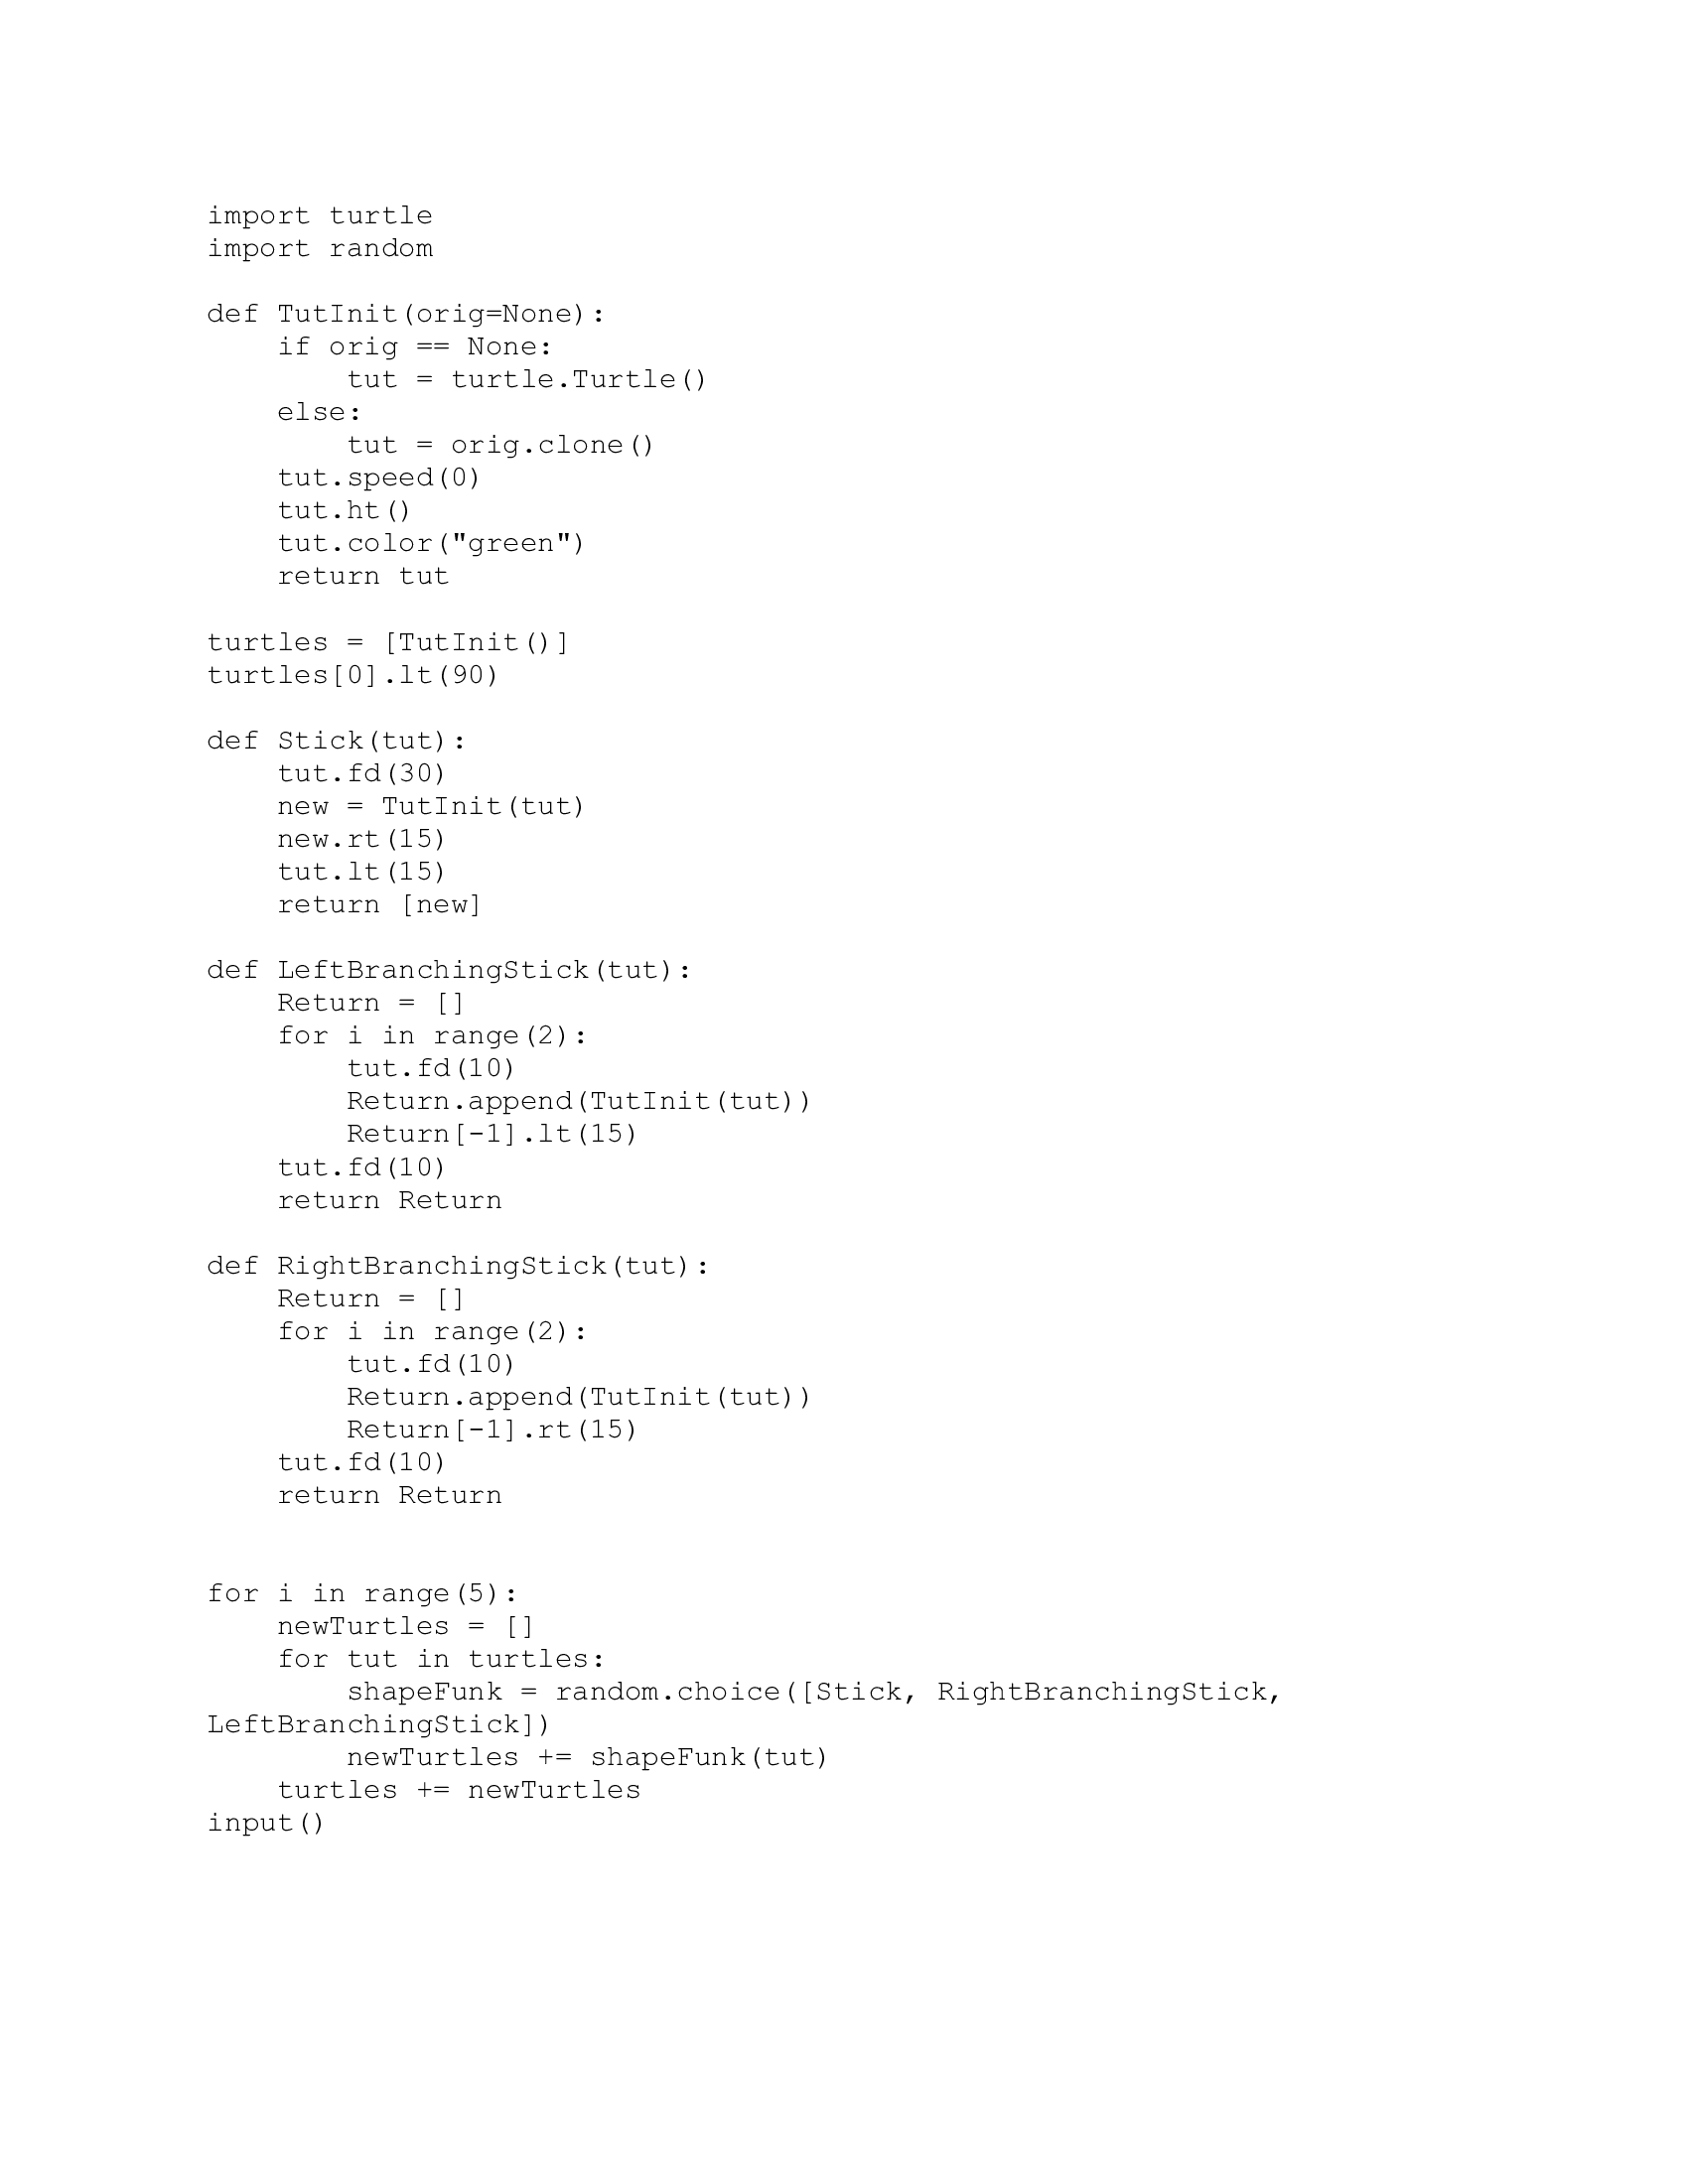 import turtle
import random

def TutInit(orig=None):
    if orig == None:
        tut = turtle.Turtle()
    else:
        tut = orig.clone()
    tut.speed(0)
    tut.ht()
    tut.color("green")
    return tut

turtles = [TutInit()]
turtles[0].lt(90)

def Stick(tut):
    tut.fd(30)
    new = TutInit(tut)
    new.rt(15)
    tut.lt(15)
    return [new]

def LeftBranchingStick(tut):
    Return = []
    for i in range(2):
        tut.fd(10)
        Return.append(TutInit(tut))
        Return[-1].lt(15)
    tut.fd(10)
    return Return

def RightBranchingStick(tut):
    Return = []
    for i in range(2):
        tut.fd(10)
        Return.append(TutInit(tut))
        Return[-1].rt(15)
    tut.fd(10)
    return Return


for i in range(5):
    newTurtles = []
    for tut in turtles:
        shapeFunk = random.choice([Stick, RightBranchingStick,
LeftBranchingStick])
        newTurtles += shapeFunk(tut)
    turtles += newTurtles
input()